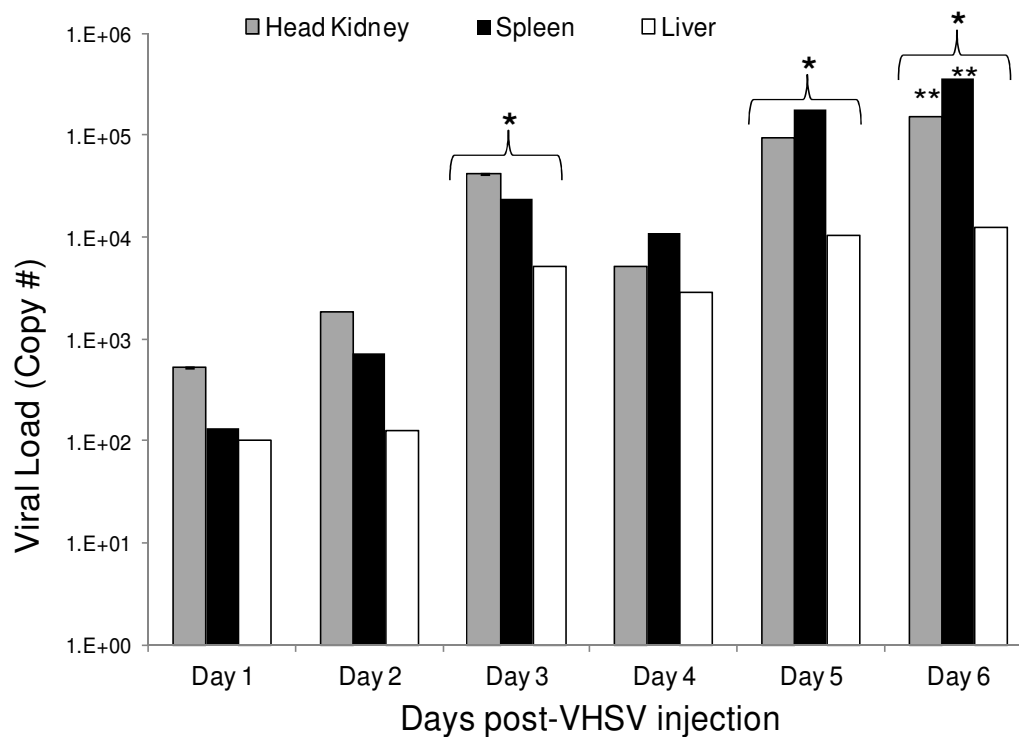 Head Kidney Spleen Liver
1.E+06
1.E+05
1.E+04
1.E+03
1.E+02
1.E+01
1.E+00
Viral Load (Copy #)
*
*
*
** **
Day 1 Day 2 Day 3 Day 4 Day 5 Day 6
Days post-VHSV injection